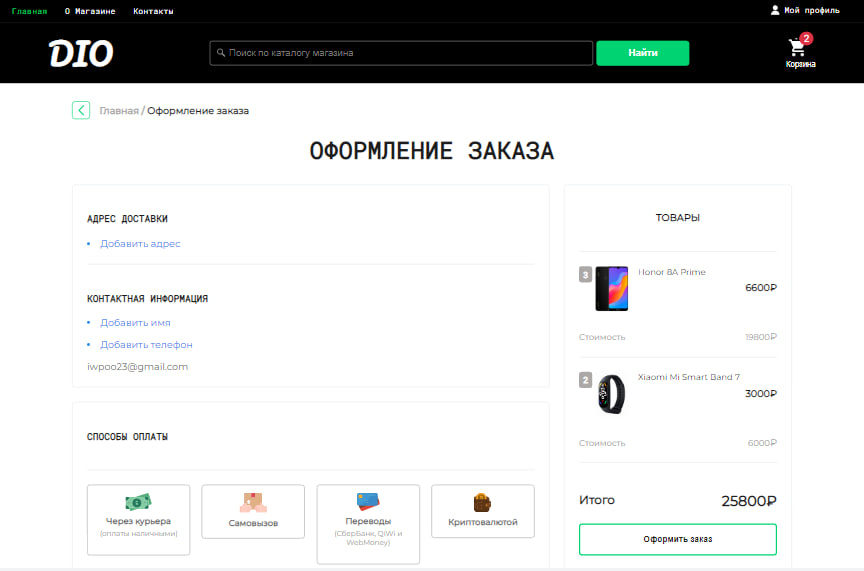 Главная О Магазине Контакты Мой профиль
DIO Поиск по каталогу магазина Найти 2
Корзина
Главная / Оформление заказа
ОФОРМЛЕНИЕ ЗАКАЗА
АДРЕС ДОСТАВКИ
Добавить адрес
КОНТАКТНАЯ ИНФОРМАЦИЯ
Добавить имя
Добавить телефон
iwpoo23@gmail.com
СПОСОБЫ ОПЛАТЫ
Через курьера
(оплаты наличными)
Самовызов
Переводы
(СберБанк, QIWI и
WebMoney)
Криптовалютой
ТОВАРЫ
3 Honor 8A Prime
6600₽
Стоимость 19800₽
2 Xiaomi Mi Smart Band 7
3000₽
Стоимость 6000₽
Итого 25800₽
Оформить заказ